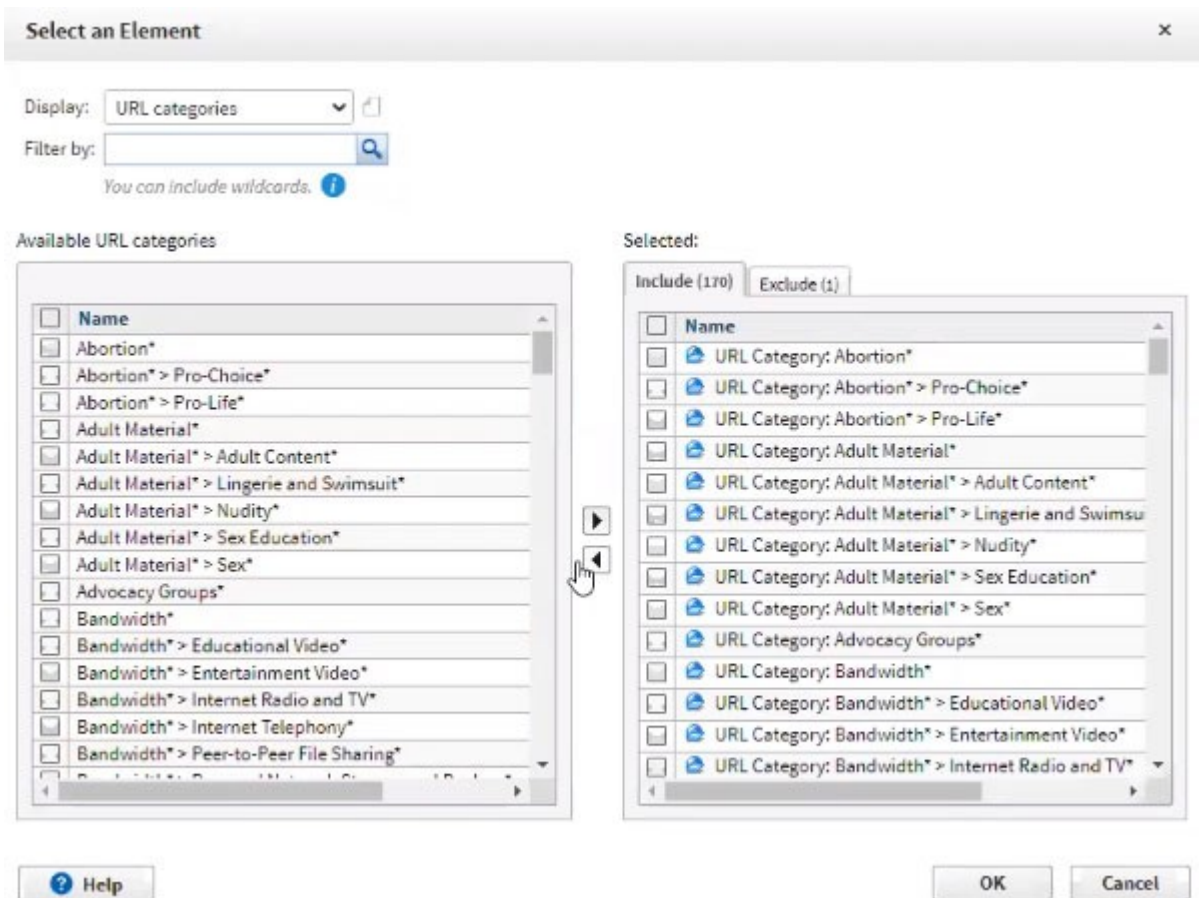 Select an Element
Display: URL categories
Filter by:
You can include wildcards.
Available URL categories
Name
Abortion*
Abortion* > Pro-Choice*
Abortion* > Pro-Life*
Adult Material*
Adult Material* > Adult Content*
Adult Material* > Lingerie and Swimsuit*
Adult Material* > Nudity*
Adult Material* > Sex Education*
Adult Material* > Sex*
Advocacy Groups*
Bandwidth*
Bandwidth* > Educational Video*
Bandwidth* > Entertainment Video*
Bandwidth* > Internet Radio and TV*
Bandwidth* > Internet Telephony*
Bandwidth* > Peer-to-Peer File Sharing*
Selected:
Include (170) Exclude (1)
Name
URL Category: Abortion*
URL Category: Abortion* > Pro-Choice*
URL Category: Abortion* > Pro-Life*
URL Category: Adult Material*
URL Category: Adult Material* > Adult Content*
URL Category: Adult Material* > Lingerie and Swimsui
URL Category: Adult Material* > Nudity*
URL Category: Adult Material* > Sex Education*
URL Category: Adult Material* > Sex*
URL Category: Advocacy Groups*
URL Category: Bandwidth*
URL Category: Bandwidth* > Educational Video*
URL Category: Bandwidth* > Entertainment Video*
URL Category: Bandwidth* > Internet Radio and TV*
Help
OK
Cancel